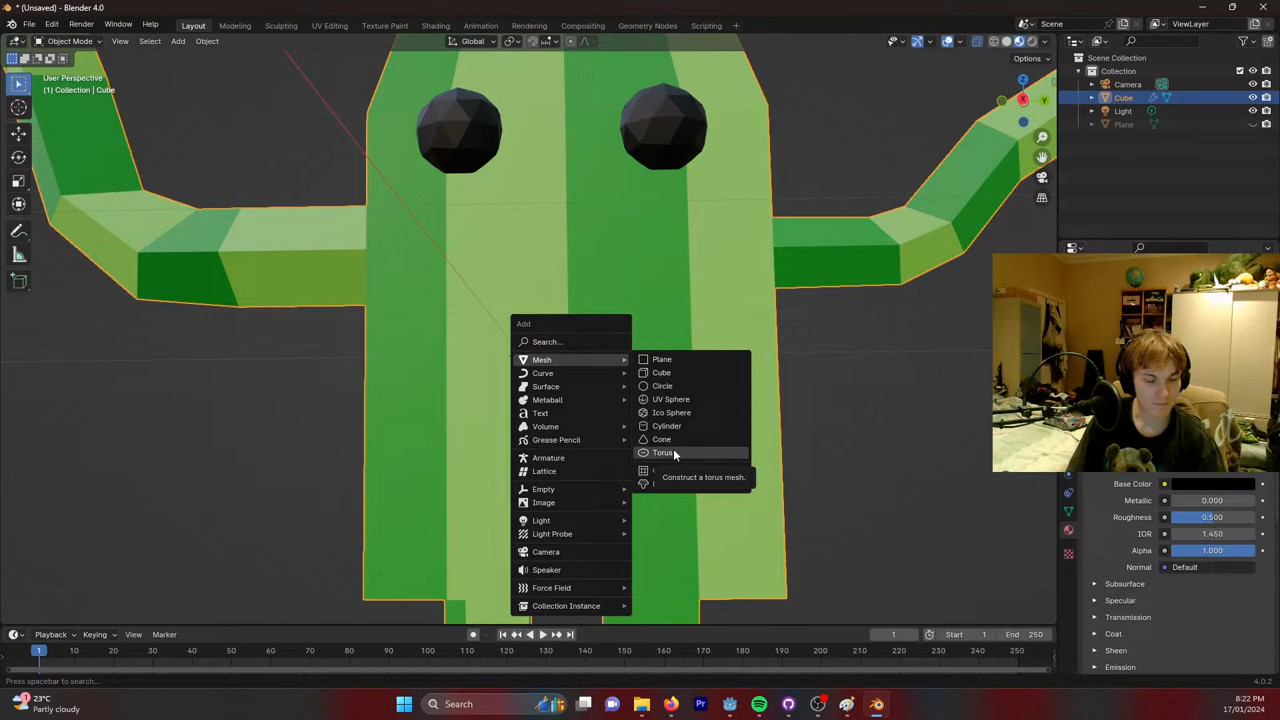 * (Unsaved) - Blender 4.0
File Edit Render Window Help Layout Modeling Sculpting UV Editing Texture Paint Shading Animation Rendering Compositing Geometry Nodes Scripting + Scene ViewLayer
Object Mode View Select Add Object Global
Options
User Perspective
(1) Collection | Cube
Scene Collection
Collection
Camera
Cube
Light
Plane
Z
Y
X
Add
Search...
Mesh
Curve
Surface
Metaball
Text
Volume
Grease Pencil
Armature
Lattice
Empty
Image
Light
Light Probe
Camera
Speaker
Force Field
Collection Instance
Plane
Cube
Circle
UV Sphere
Ico Sphere
Cylinder
Cone
Torus
Construct a torus mesh.
Base Color
Metallic 0.000
Roughness 0.500
IOR 1.450
Alpha 1.000
Normal Default
Subsurface
Specular
Transmission
Coat
Sheen
Emission
Playback Keying View Marker 1 Start 1 End 250
1 10 20 30 40 50 60 70 80 90 100 110 120 130 140 150 160 170 180 190 200 210 220 230 240 250
Press spacebar to search... 4.0.2
1
23°C
Partly cloudy
Search
Pr
8:22 PM
17/01/2024